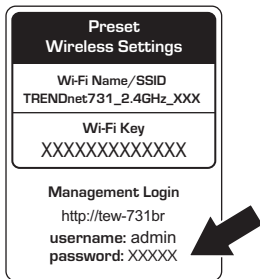 Preset
Wireless Settings
Wi-Fi Name/SSID
TRENDnet731_2.4GHz_XXX
Wi-Fi Key
XXXXXXXXXXXXX
Management Login
http://tew-731br
username: admin
password: XXXXX